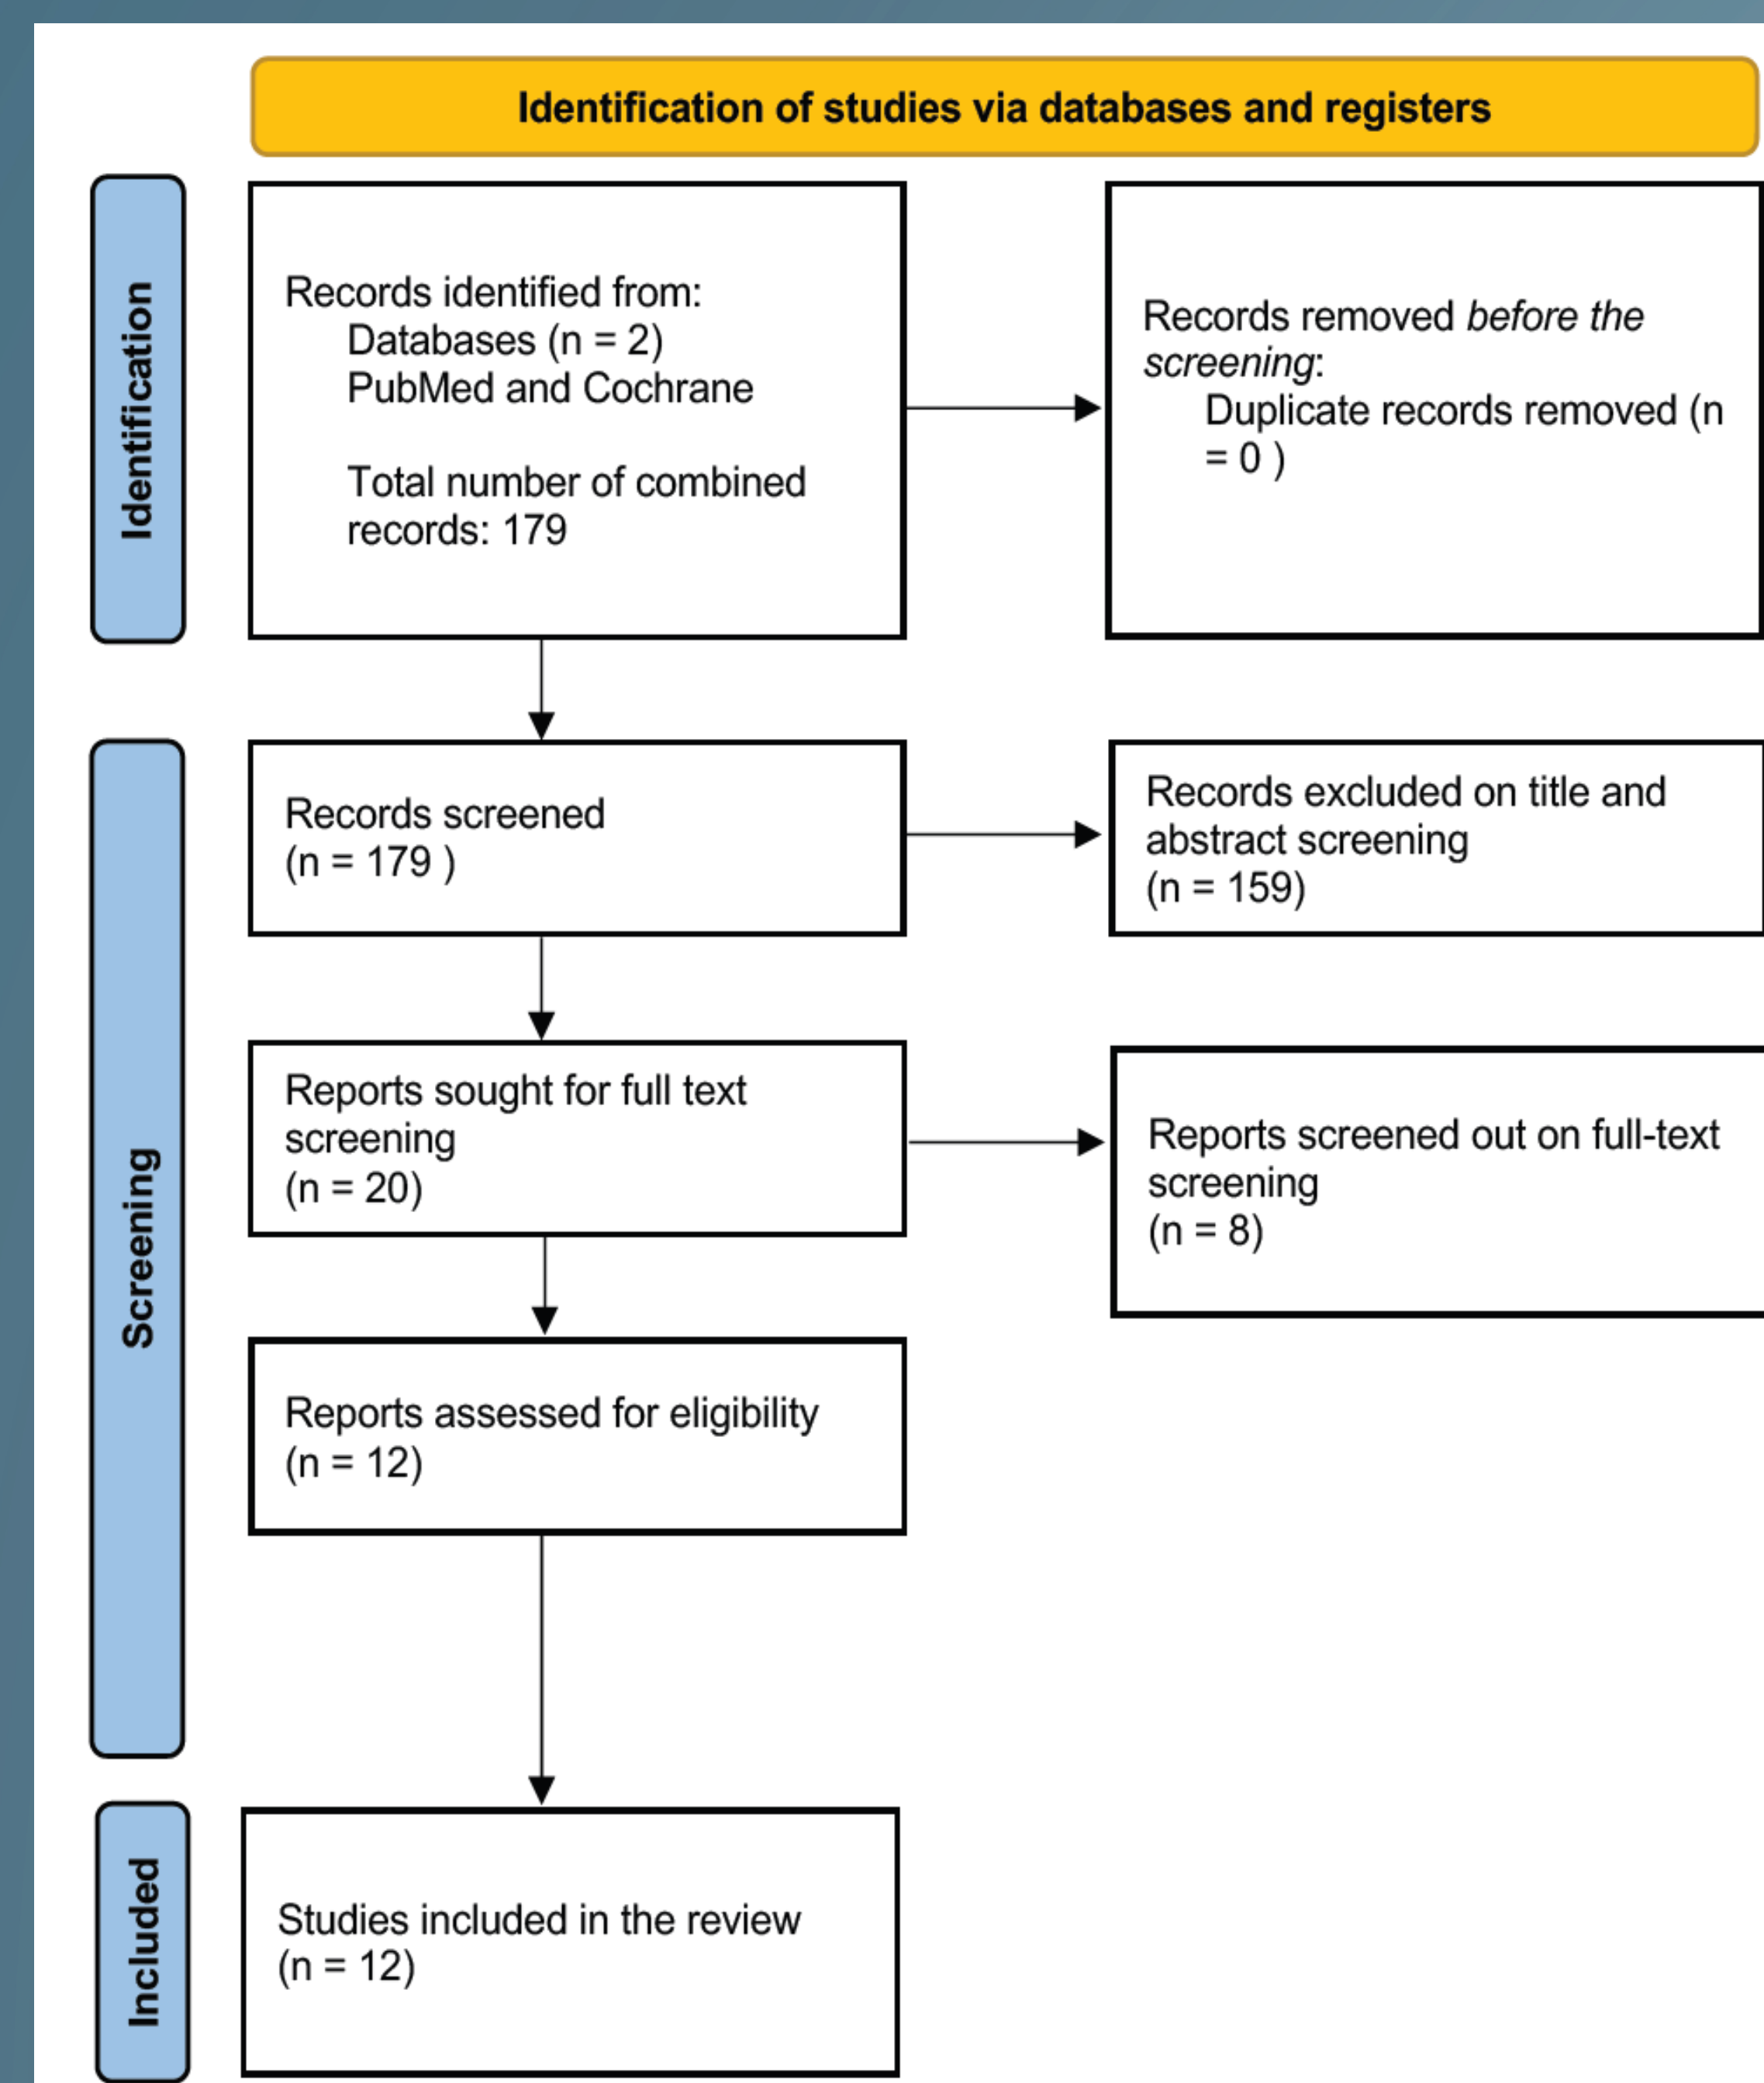 Identification of studies via databases and registers
Identification
Records identified from:
Databases (n = 2)
PubMed and Cochrane
Total number of combined
records: 179
Records removed before the
screening:
Duplicate records removed (n
= 0 )
Screening
Records screened
(n = 179 )
Records excluded on title and
abstract screening
(n = 159)
Reports sought for full text
screening
(n = 20)
Reports screened out on full-text
screening
(n = 8)
Reports assessed for eligibility
(n = 12)
Included
Studies included in the review
(n = 12)